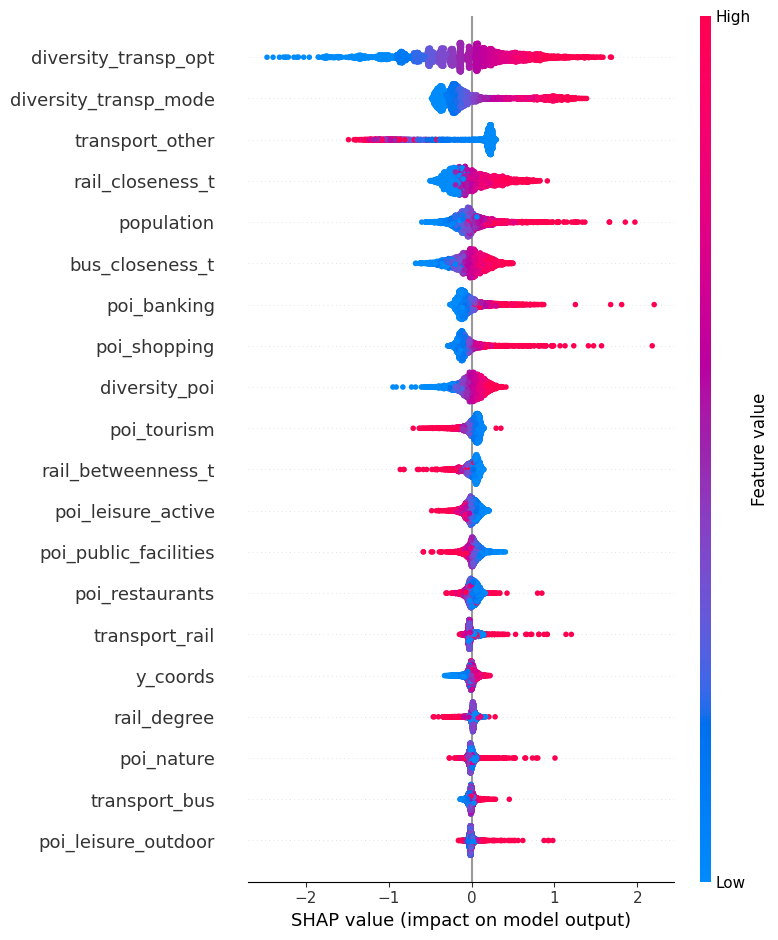 High
diversity_transp_opt
diversity_transp_mode
transport_other
rail_closeness_t
population
bus_closeness_t
poi_banking
poi_shopping
diversity_poi
poi_tourism
rail_betweenness_t
poi_leisure_active
poi_public_facilities
poi_restaurants
transport_rail
y_coords
rail_degree
poi_nature
transport_bus
poi_leisure_outdoor
Feature value
Low
−2 −1 0 1 2
SHAP value (impact on model output)